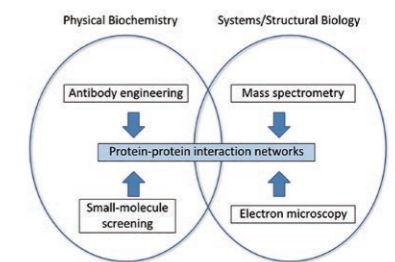 Physical Biochemistry
Systems/Structural Biology
Antibody engineering
Mass spectrometry
Protein-protein interaction networks
Small-molecule
screening
Electron microscopy